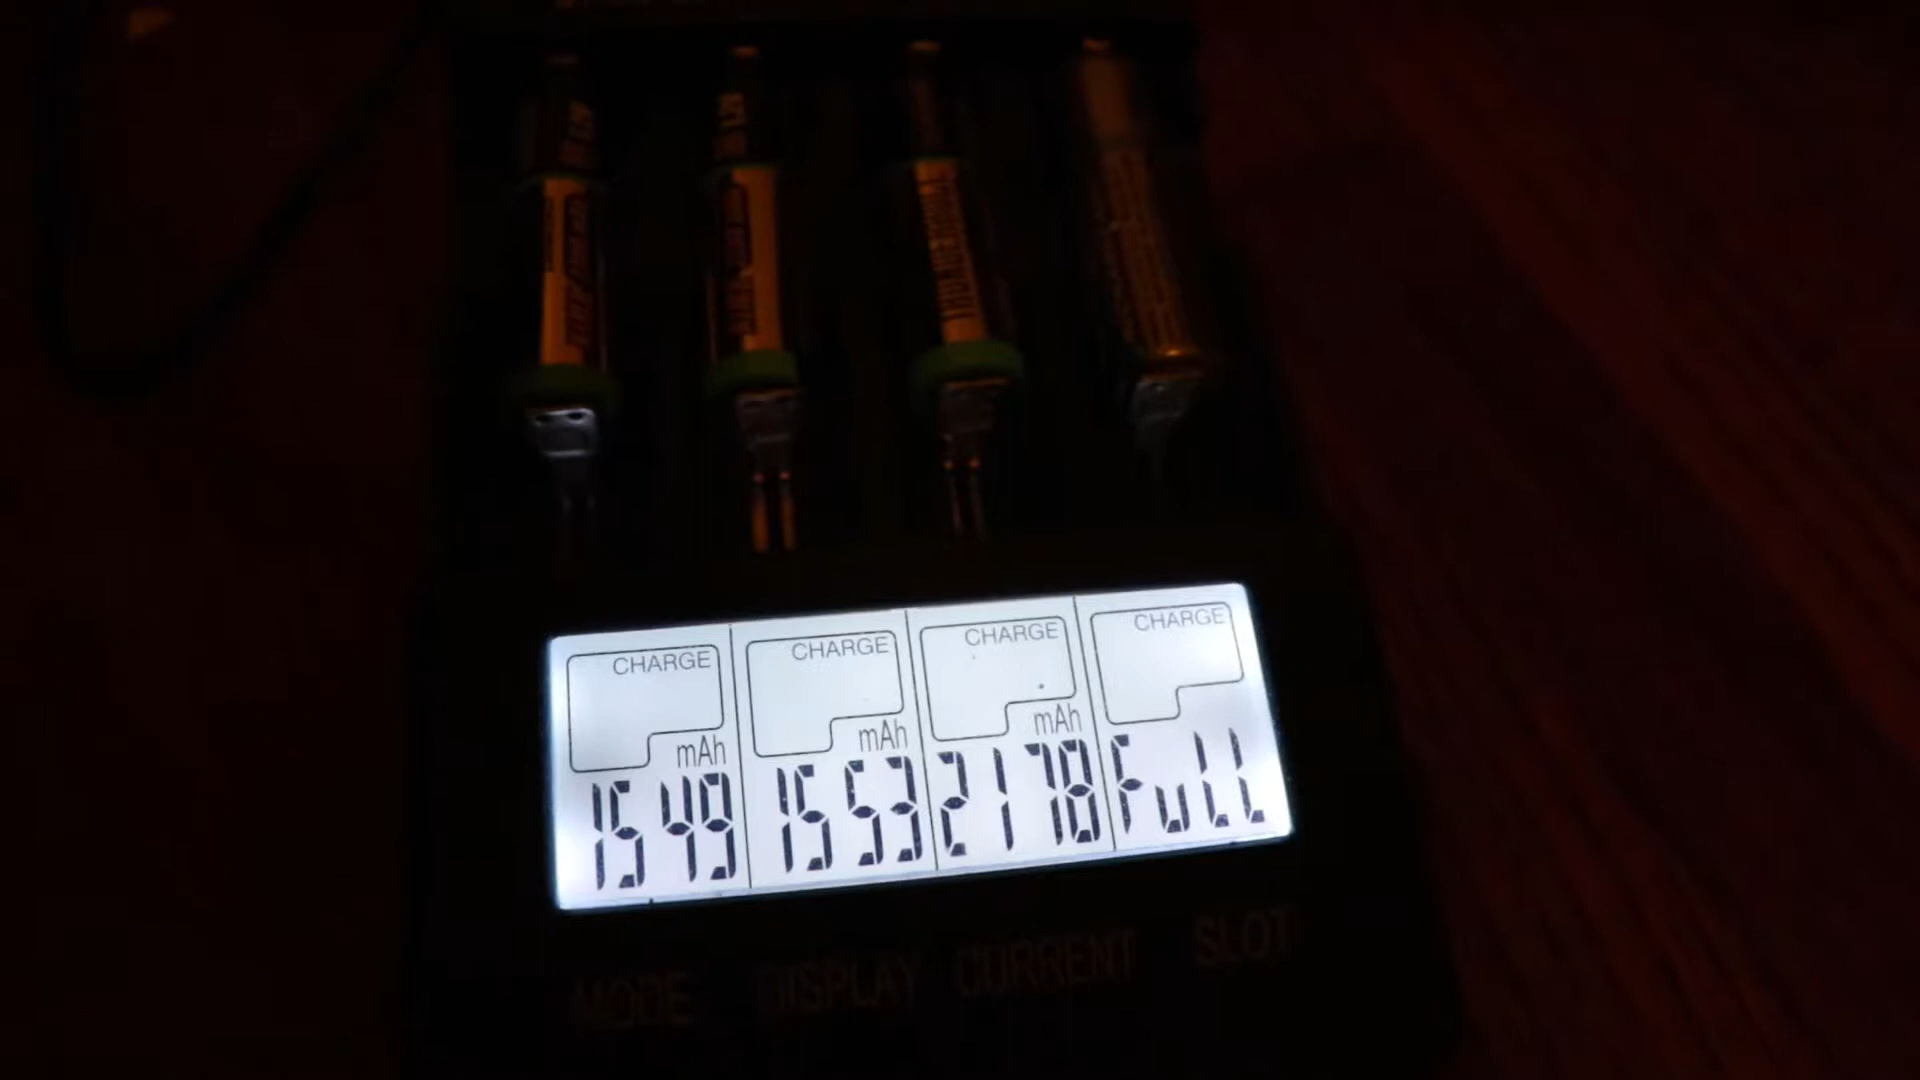 CHARGE CHARGE CHARGE CHARGE
mAh mAh mAh
1549 1553 2178 FuLL
MODE DISPLAY CURRENT SLOT